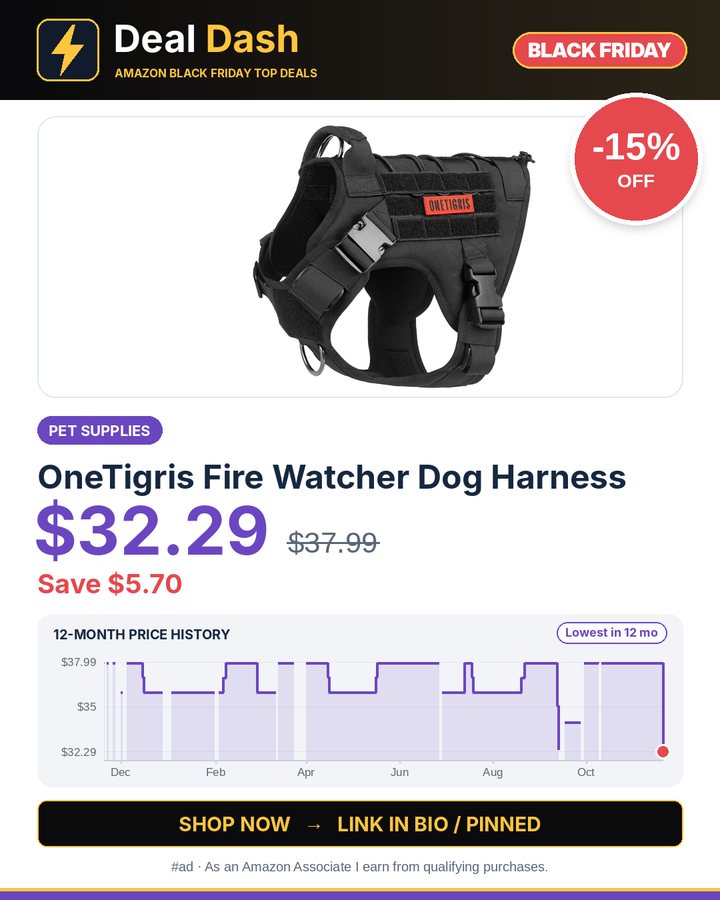 Deal Dash
AMAZON BLACK FRIDAY TOP DEALS
BLACK FRIDAY
-15%
OFF
ONETIGRIS
PET SUPPLIES
OneTigris Fire Watcher Dog Harness
$32.29 $37.99
Save $5.70
12-MONTH PRICE HISTORY
Lowest in 12 mo
$37.99
$35
$32.29
Dec Feb Apr Jun Aug Oct
SHOP NOW → LINK IN BIO / PINNED
#ad · As an Amazon Associate I earn from qualifying purchases.